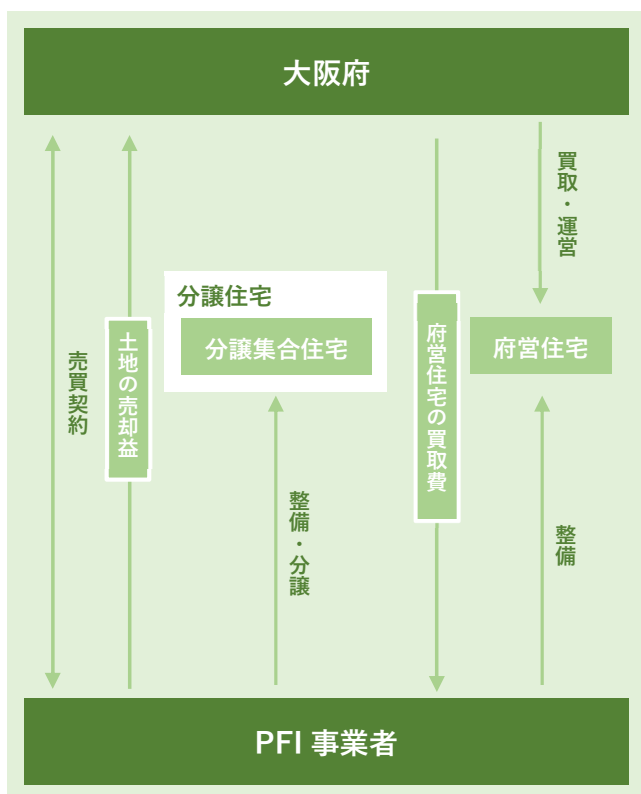 大阪府
買取・運営
分譲住宅
分譲集合住宅
府営住宅
売買契約
土地の売却益
府営住宅の買取費
整備・分譲
整備
PFI 事業者